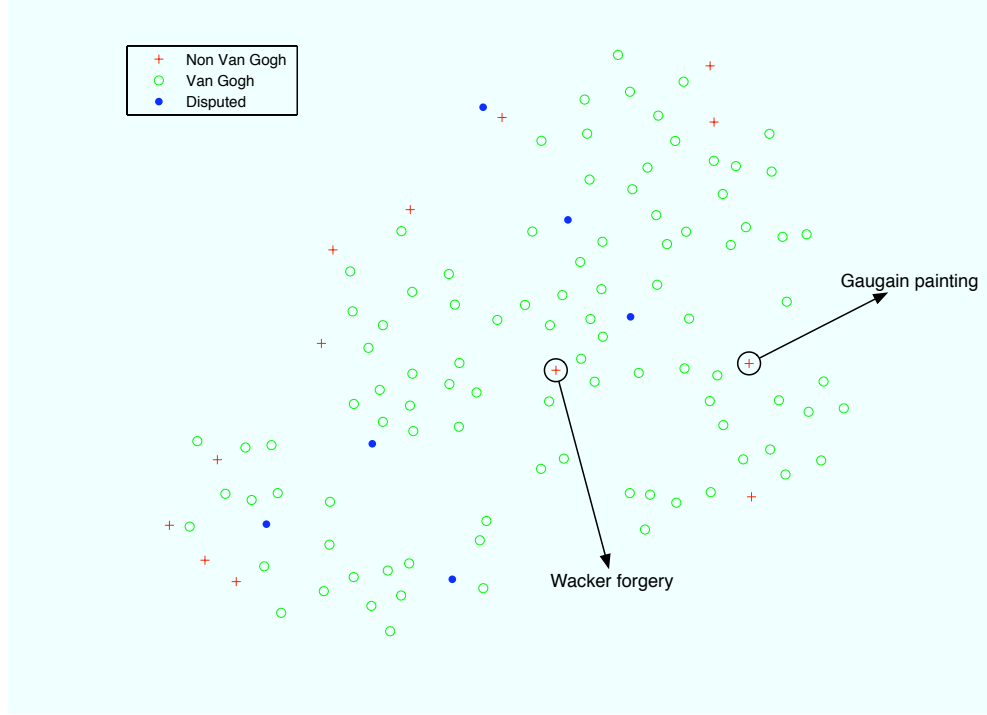 Non Van Gogh
Van Gogh
Disputed
Gaugain painting
Wacker forgery